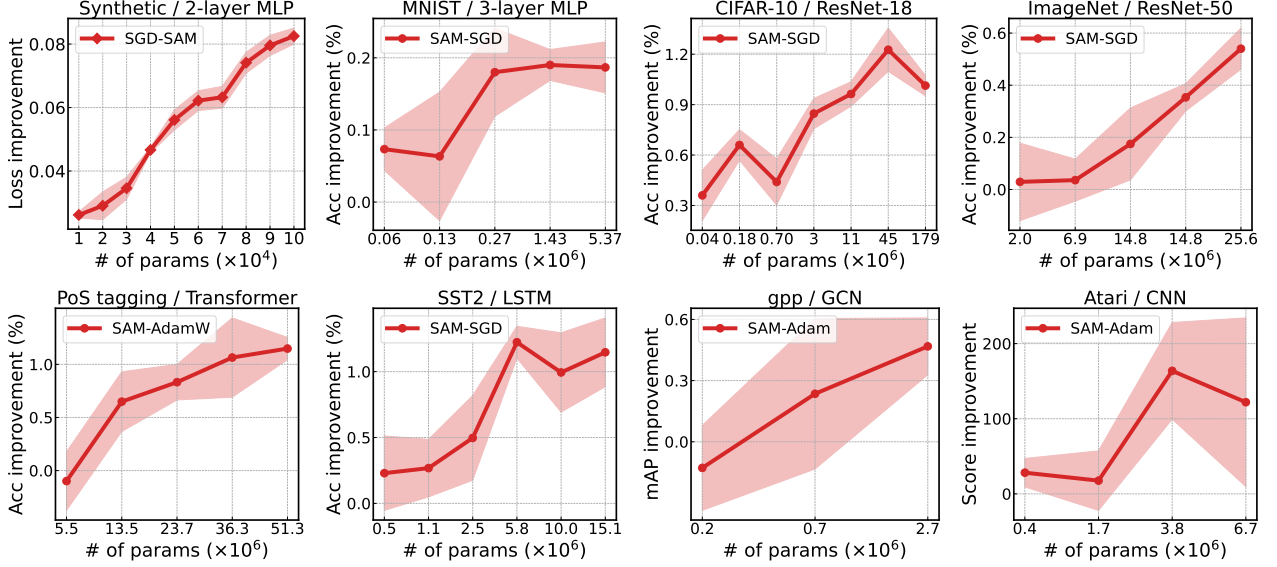 Synthetic / 2-layer MLP
Loss improvement
0.08
0.06
0.04
SGD-SAM
1 2 3 4 5 6 7 8 9 10
# of params (×10⁴)
MNIST / 3-layer MLP
Acc improvement (%)
0.2
0.1
0.0
SAM-SGD
0.06 0.13 0.27 1.43 5.37
# of params (×10⁶)
CIFAR-10 / ResNet-18
Acc improvement (%)
1.2
0.9
0.6
0.3
SAM-SGD
0.04 0.18 0.70 3 11 45 179
# of params (×10⁶)
ImageNet / ResNet-50
Acc improvement (%)
0.6
0.4
0.2
0.0
SAM-SGD
2.0 6.9 14.8 14.8 25.6
# of params (×10⁶)
PoS tagging / Transformer
Acc improvement (%)
1.0
0.5
0.0
SAM-AdamW
5.5 13.5 23.7 36.3 51.3
# of params (×10⁶)
SST2 / LSTM
Acc improvement (%)
1.0
0.5
0.0
SAM-SGD
0.5 1.1 2.5 5.8 10.0 15.1
# of params (×10⁶)
gpp / GCN
mAP improvement
0.6
0.3
0.0
SAM-Adam
0.2 0.7 2.7
# of params (×10⁶)
Atari / CNN
Score improvement
200
100
0
SAM-Adam
0.4 1.7 3.8 6.7
# of params (×10⁶)